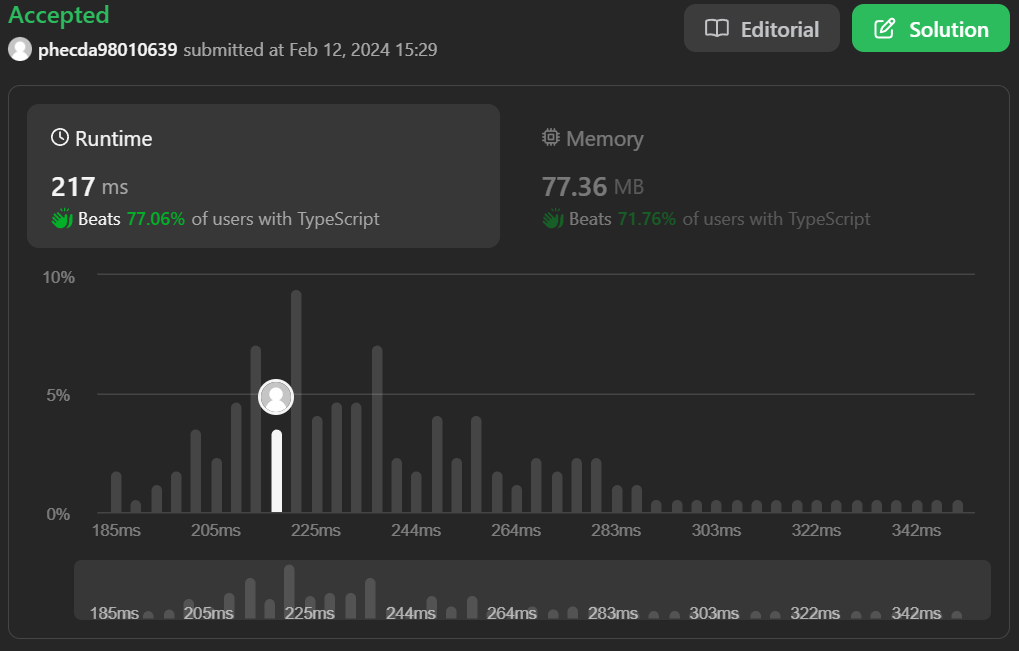 Accepted
phecda98010639 submitted at Feb 12, 2024 15:29
Editorial
Solution
Runtime
217 ms
Beats 77.06% of users with TypeScript
Memory
77.36 MB
Beats 71.76% of users with TypeScript
10%
5%
0%
185ms 205ms 225ms 244ms 264ms 283ms 303ms 322ms 342ms
185ms 205ms 225ms 244ms 264ms 283ms 303ms 322ms 342ms